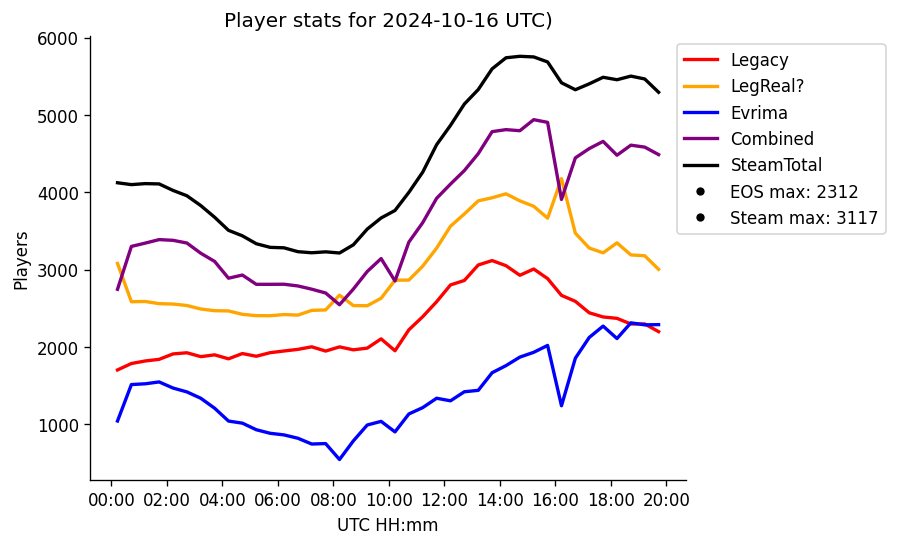 Player stats for 2024-10-16 UTC)
6000
5000
4000
3000
2000
1000
Players
00:00 02:00 04:00 06:00 08:00 10:00 12:00 14:00 16:00 18:00 20:00
UTC HH:mm
Legacy
LegReal?
Evrima
Combined
SteamTotal
EOS max: 2312
Steam max: 3117